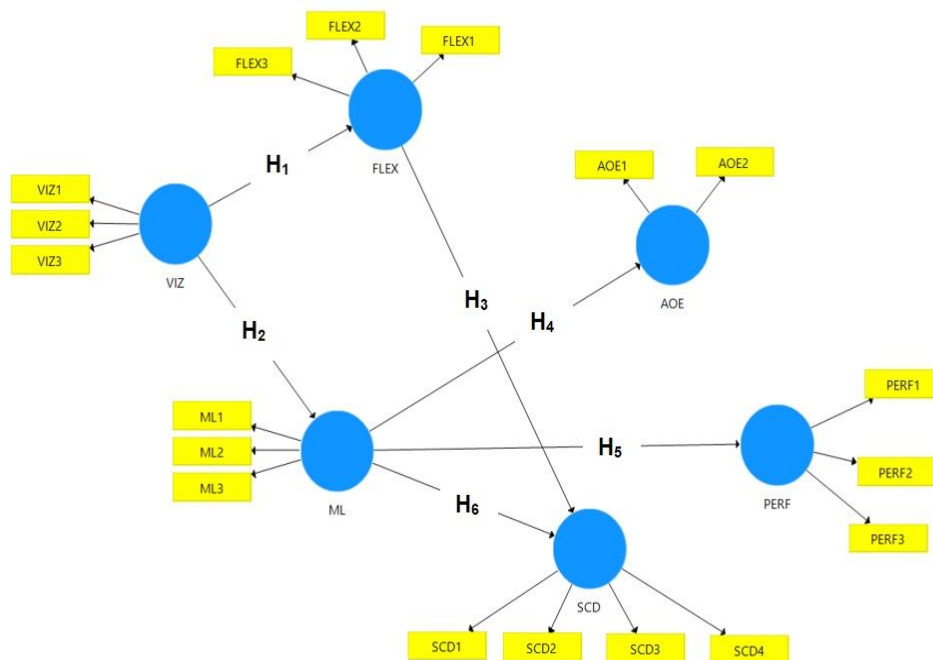 FLEX2
FLEX1
FLEX3
FLEX
H₁
AOE1
AOE2
VIZ1
VIZ2
VIZ3
VIZ
AOE
H₃
H₄
H₂
PERF1
ML1
ML2
ML3
ML
H₅
PERF2
PERF
PERF3
H₆
SCD
SCD1
SCD2
SCD3
SCD4